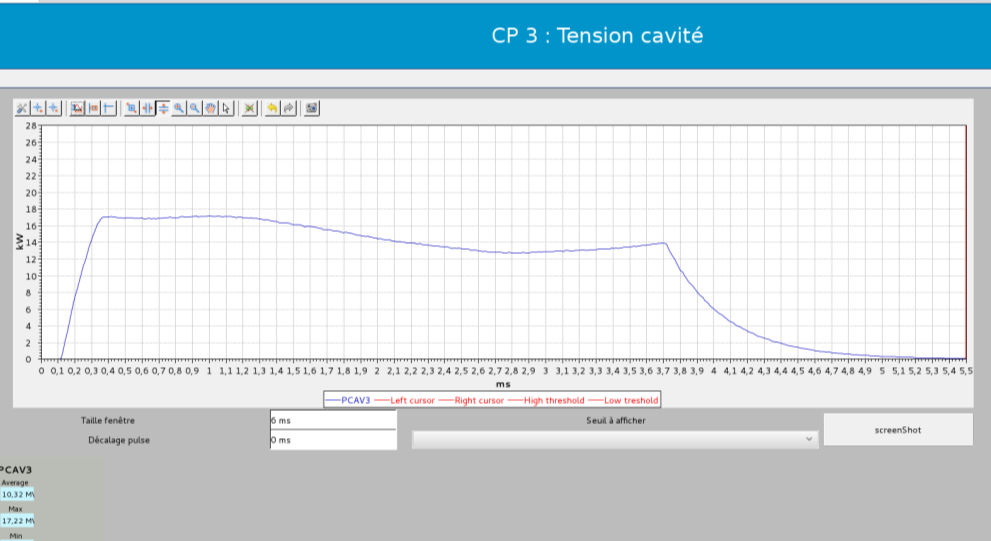 CP 3 : Tension cavité
28
26
24
22
20
18
16
14
12
10
8
6
4
2
0
kW
0 0,1 0,2 0,3 0,4 0,5 0,6 0,7 0,8 0,9 1 1,1 1,2 1,3 1,4 1,5 1,6 1,7 1,8 1,9 2 2,1 2,2 2,3 2,4 2,5 2,6 2,7 2,8 2,9 3 3,1 3,2 3,3 3,4 3,5 3,6 3,7 3,8 3,9 4 4,1 4,2 4,3 4,4 4,5 4,6 4,7 4,8 4,9 5 5,1 5,2 5,3 5,4 5,5
ms
PCAV3 Left cursor Right cursor High threshold Low treshold
Taille fenêtre 6 ms Seuil à afficher
Décalage pulse 0 ms
screenShot
PCAV3
Average
10,32 M
Max
17,22 M
Min